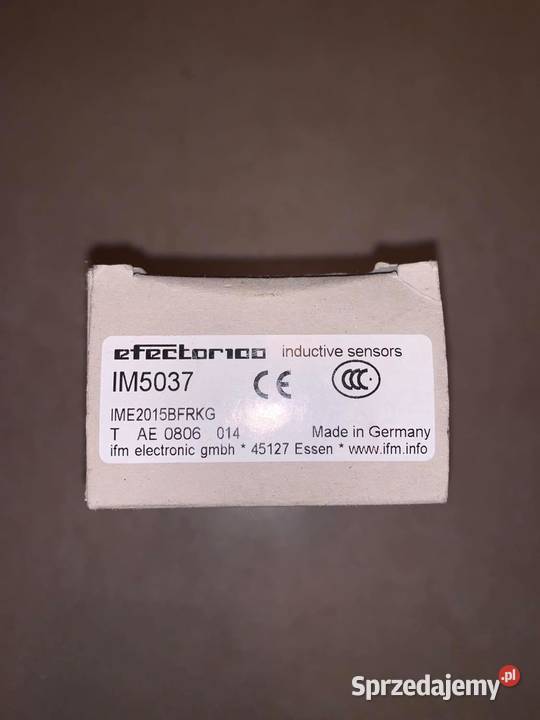 efector100 inductive sensors
IM5037 CE CCC
IME2015BFRKG
T AE 0806 014 Made in Germany
ifm electronic gmbh * 45127 Essen * www.ifm.info
Sprzedajemy.pl